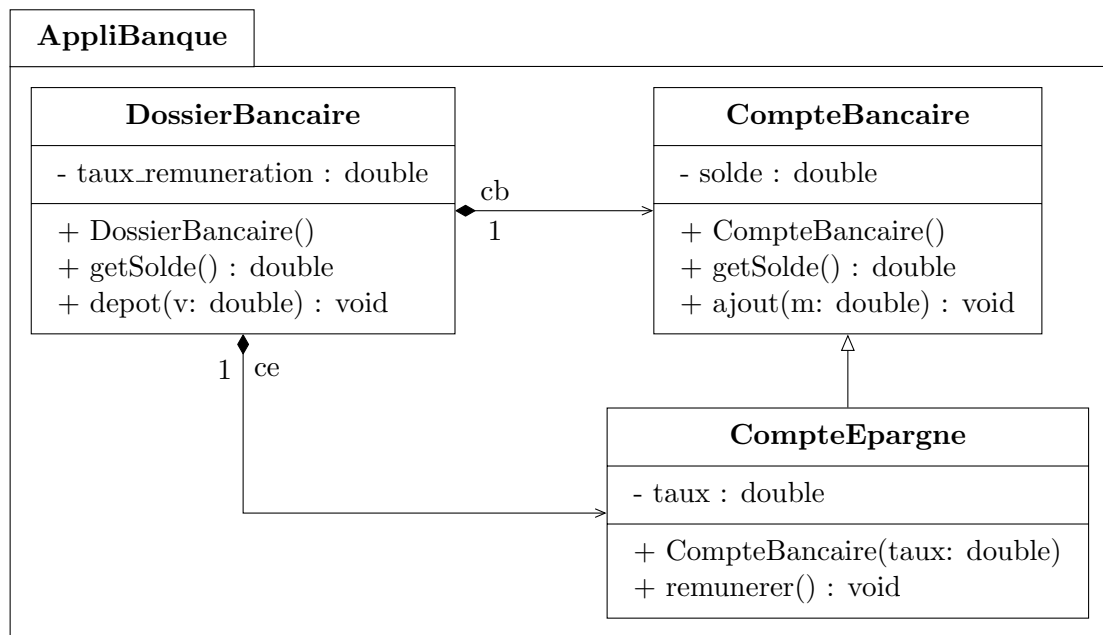 AppliBanque
DossierBancaire
- taux_remuneration : double
+ DossierBancaire()
+ getSolde() : double
+ depot(v: double) : void
cb
1
CompteBancaire
- solde : double
+ CompteBancaire()
+ getSolde() : double
+ ajout(m: double) : void
1 ce
CompteEpargne
- taux : double
+ CompteBancaire(taux: double)
+ remunerer() : void